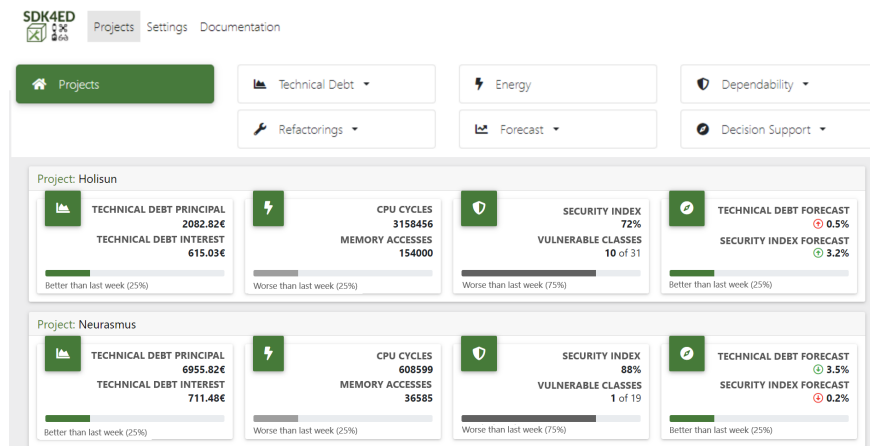 SDK4ED
Projects Settings Documentation
Projects
Technical Debt
Energy
Dependability
Refactorings
Forecast
Decision Support
Project: Holisun
TECHNICAL DEBT PRINCIPAL
2082.82€
TECHNICAL DEBT INTEREST
615.03€
Better than last week (25%)
CPU CYCLES
3158456
MEMORY ACCESSES
154000
Worse than last week (25%)
SECURITY INDEX
72%
VULNERABLE CLASSES
10 of 31
Worse than last week (75%)
TECHNICAL DEBT FORECAST
0.5%
SECURITY INDEX FORECAST
3.2%
Better than last week (25%)
Project: Neurasmus
TECHNICAL DEBT PRINCIPAL
6955.82€
TECHNICAL DEBT INTEREST
711.48€
Better than last week (25%)
CPU CYCLES
608599
MEMORY ACCESSES
36585
Worse than last week (25%)
SECURITY INDEX
88%
VULNERABLE CLASSES
1 of 19
Worse than last week (75%)
TECHNICAL DEBT FORECAST
3.5%
SECURITY INDEX FORECAST
0.2%
Better than last week (25%)